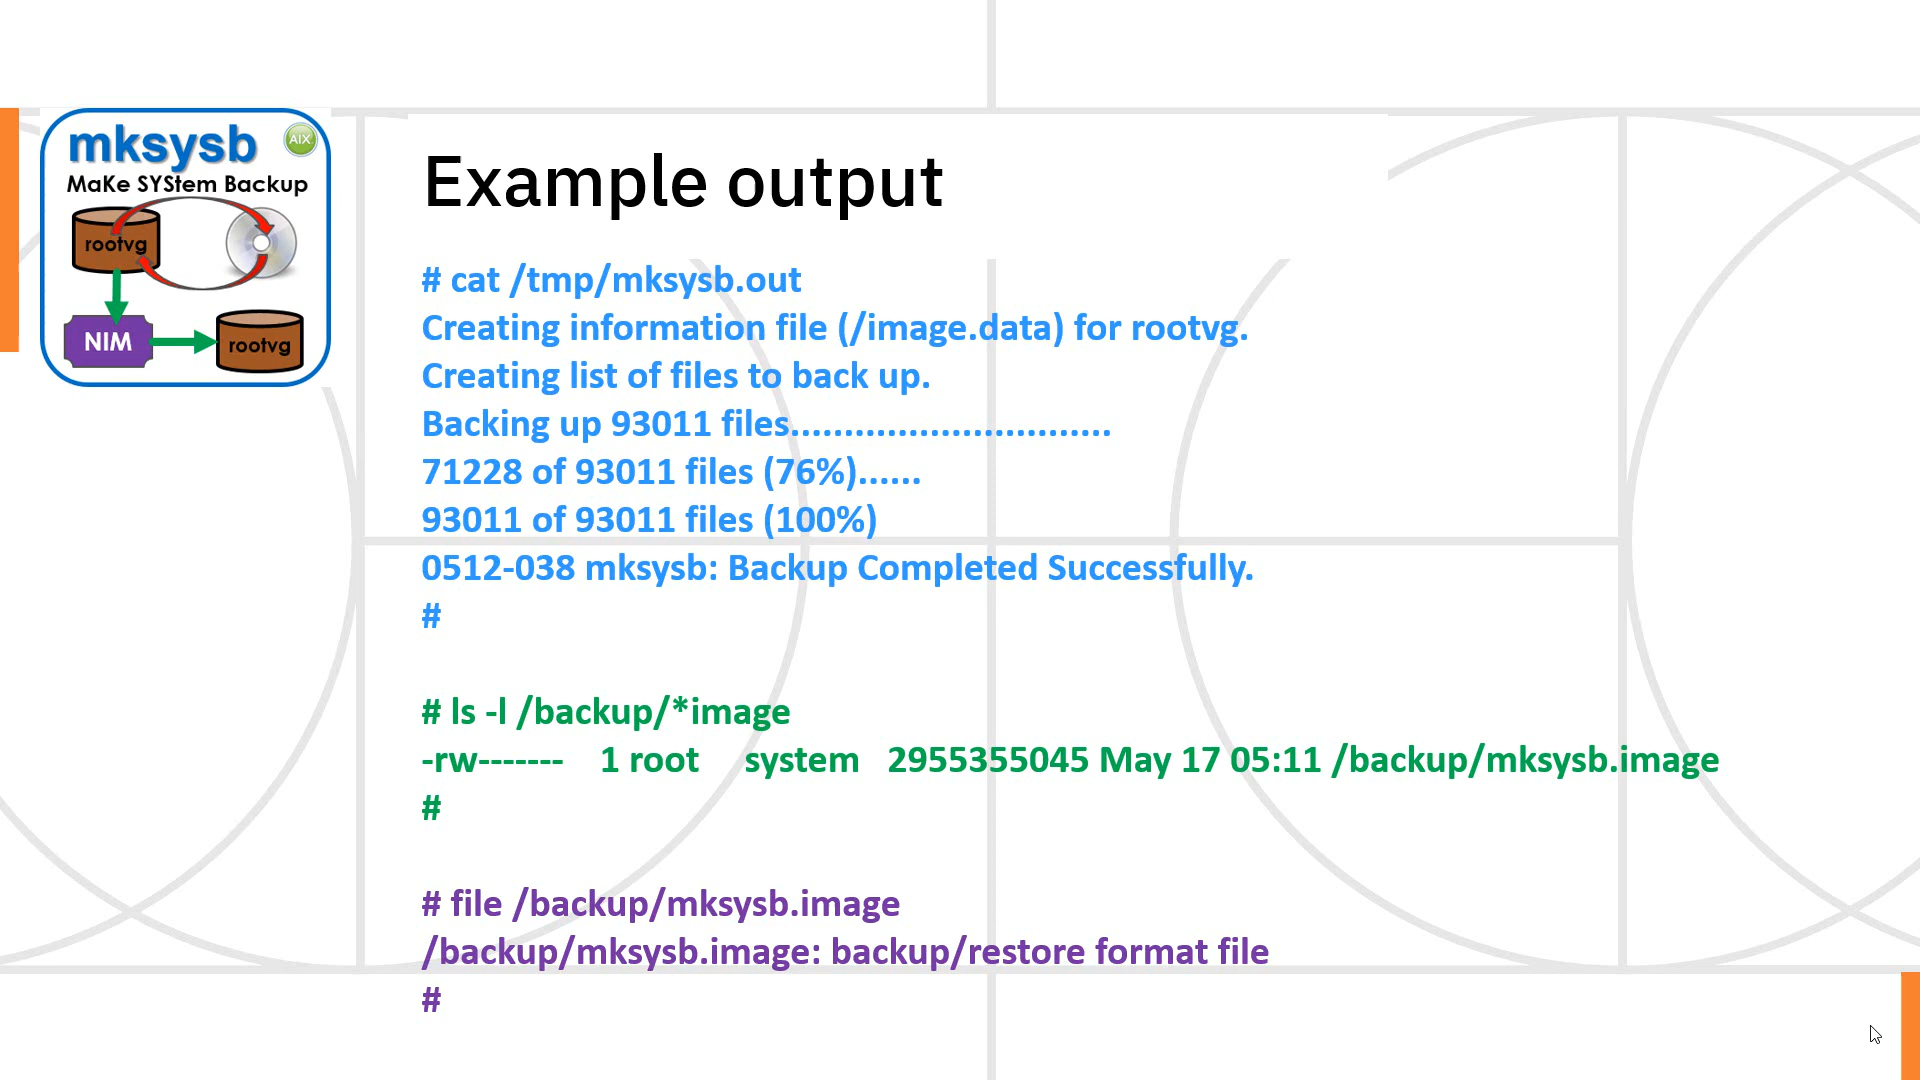 mksysb
AIX
MaKe SYStem Backup
rootvg
NIM
rootvg
Example output
# cat /tmp/mksysb.out
Creating information file (/image.data) for rootvg.
Creating list of files to back up.
Backing up 93011 files..............................
71228 of 93011 files (76%)......
93011 of 93011 files (100%)
0512-038 mksysb: Backup Completed Successfully.
#
# ls -l /backup/*image
-rw-------    1 root     system   2955355045 May 17 05:11 /backup/mksysb.image
#
# file /backup/mksysb.image
/backup/mksysb.image: backup/restore format file
#